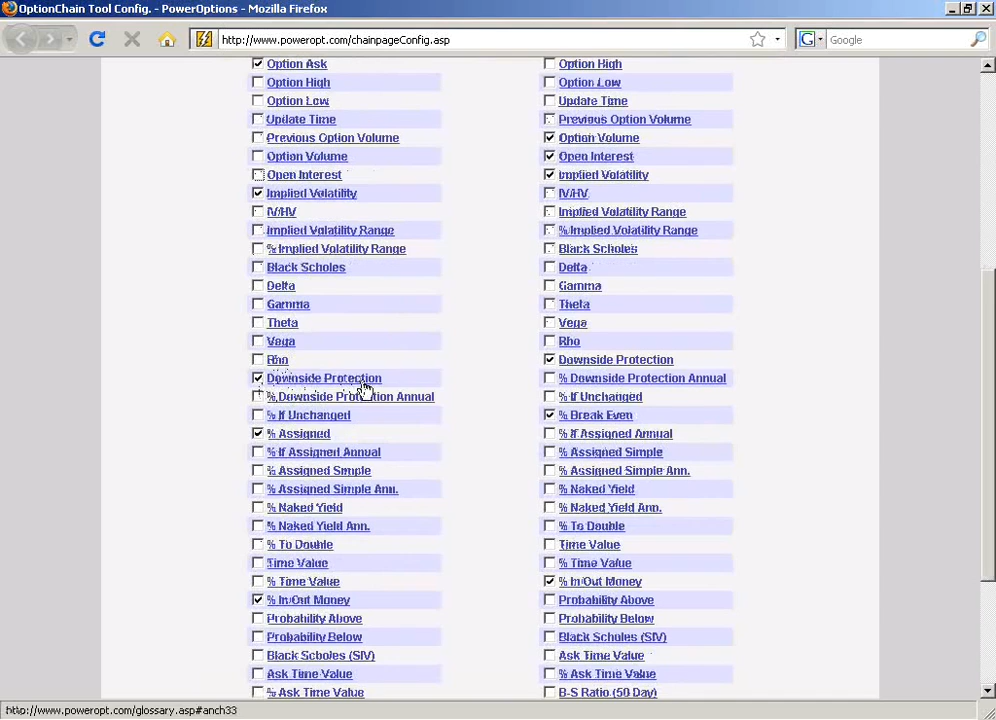 OptionChain Tool Config. - PowerOptions - Mozilla Firefox
http://www.poweropt.com/chainpageConfig.asp
Google
Option Ask
Option High
Option Low
Update Time
Previous Option Volume
Option Volume
Open Interest
Implied Volatility
IV/HV
Implied Volatility Range
% Implied Volatility Range
Black Scholes
Delta
Gamma
Theta
Vega
Rho
Downside Protection
% Downside Protection Annual
% If Unchanged
% Assigned
% If Assigned Annual
% Assigned Simple
% Assigned Simple Ann.
% Naked Yield
% Naked Yield Ann.
% To Double
Time Value
% Time Value
% In/Out Money
Probability Above
Probability Below
Black Scholes (SIV)
Ask Time Value
% Ask Time Value
Option High
Option Low
Update Time
Previous Option Volume
Option Volume
Open Interest
Implied Volatility
IV/HV
Implied Volatility Range
% Implied Volatility Range
Black Scholes
Delta
Gamma
Theta
Vega
Rho
Downside Protection
% Downside Protection Annual
% If Unchanged
% Break Even
% If Assigned Annual
% Assigned Simple
% Assigned Simple Ann.
% Naked Yield
% Naked Yield Ann.
% To Double
Time Value
% Time Value
% In/Out Money
Probability Above
Probability Below
Black Scholes (SIV)
Ask Time Value
% Ask Time Value
B-S Ratio (50 Day)
http://www.poweropt.com/glossary.asp#anch33